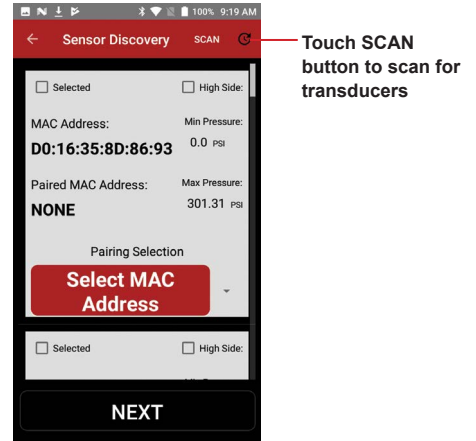 100% 9:19 AM
Sensor Discovery SCAN
Touch SCAN
button to scan for
transducers
Selected High Side:
MAC Address: Min Pressure:
D0:16:35:8D:86:93 0.0 PSI
Paired MAC Address: Max Pressure:
NONE 301.31 PSI
Pairing Selection
Select MAC
Address
Selected High Side:
NEXT